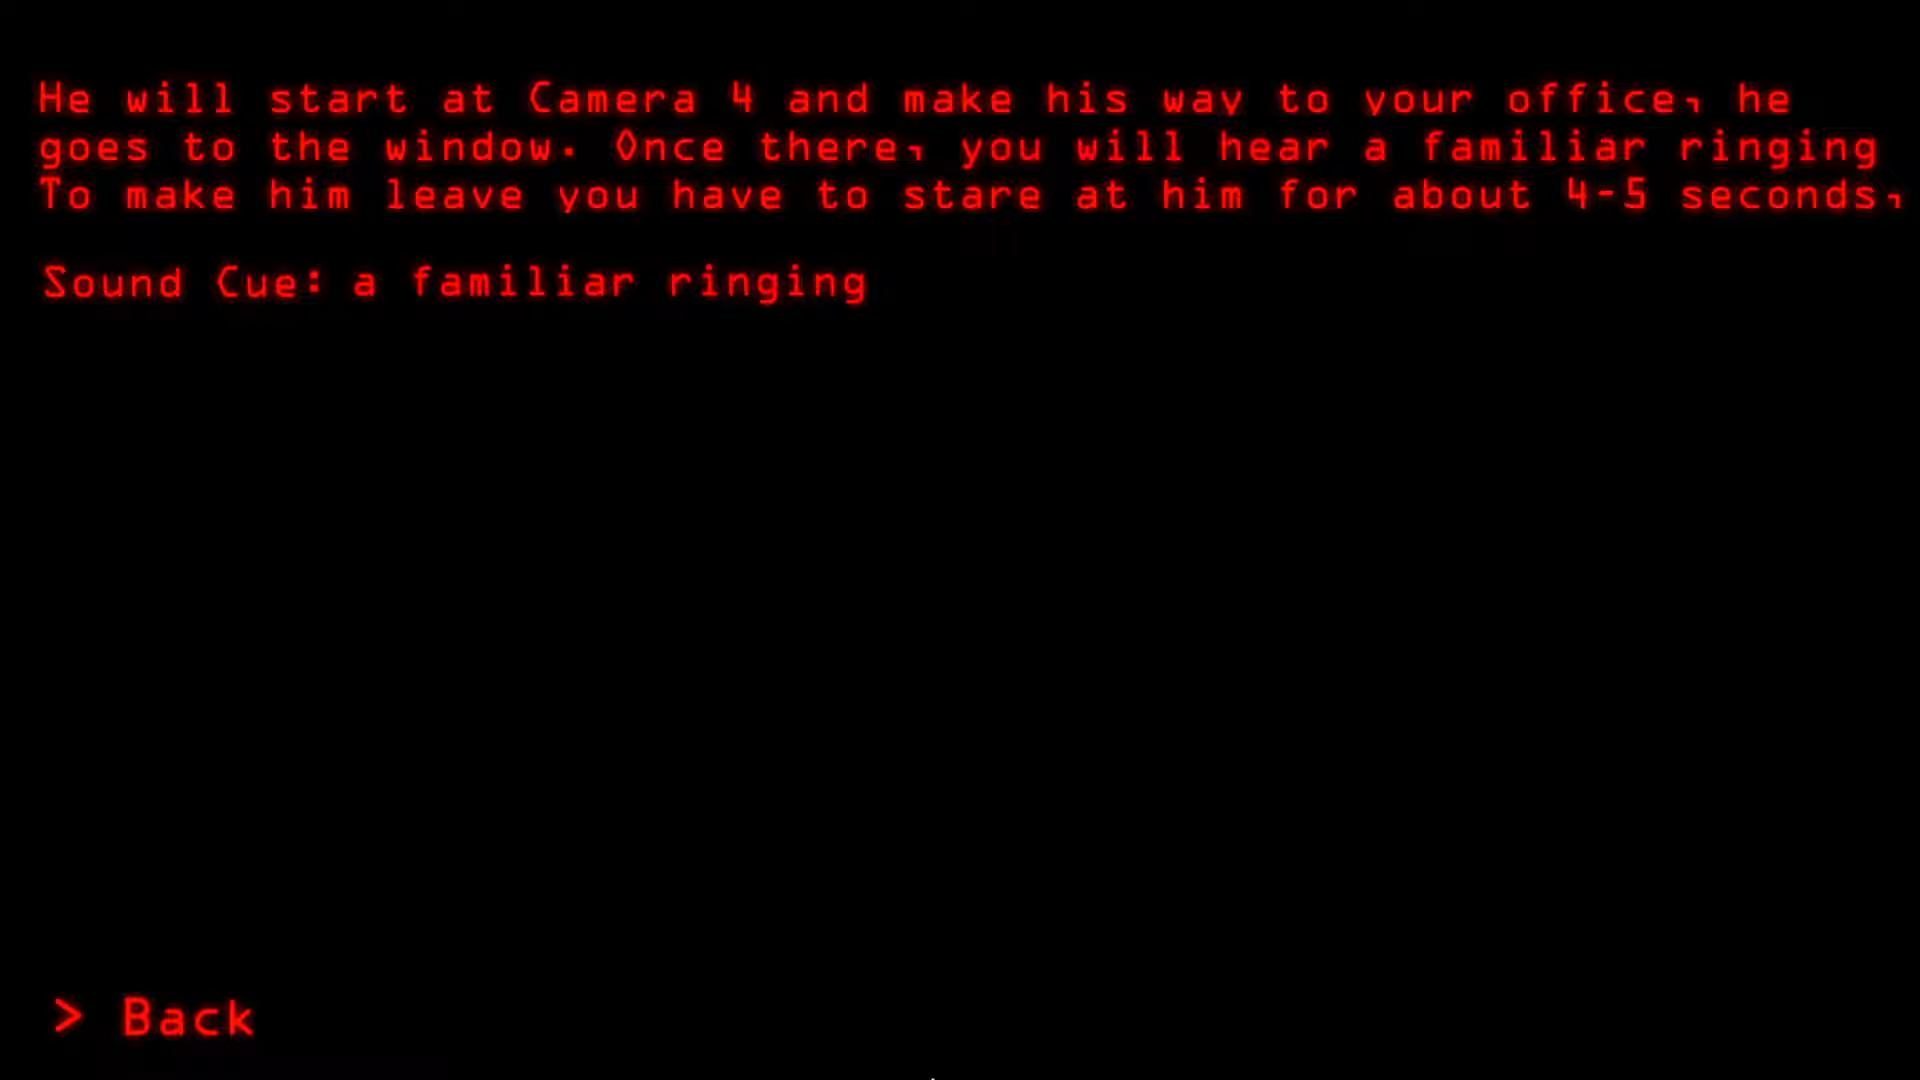 He will start at Camera 4 and make his way to your office, he
goes to the window. Once there, you will hear a familiar ringing
To make him leave you have to stare at him for about 4-5 seconds,
Sound Cue: a familiar ringing
> Back